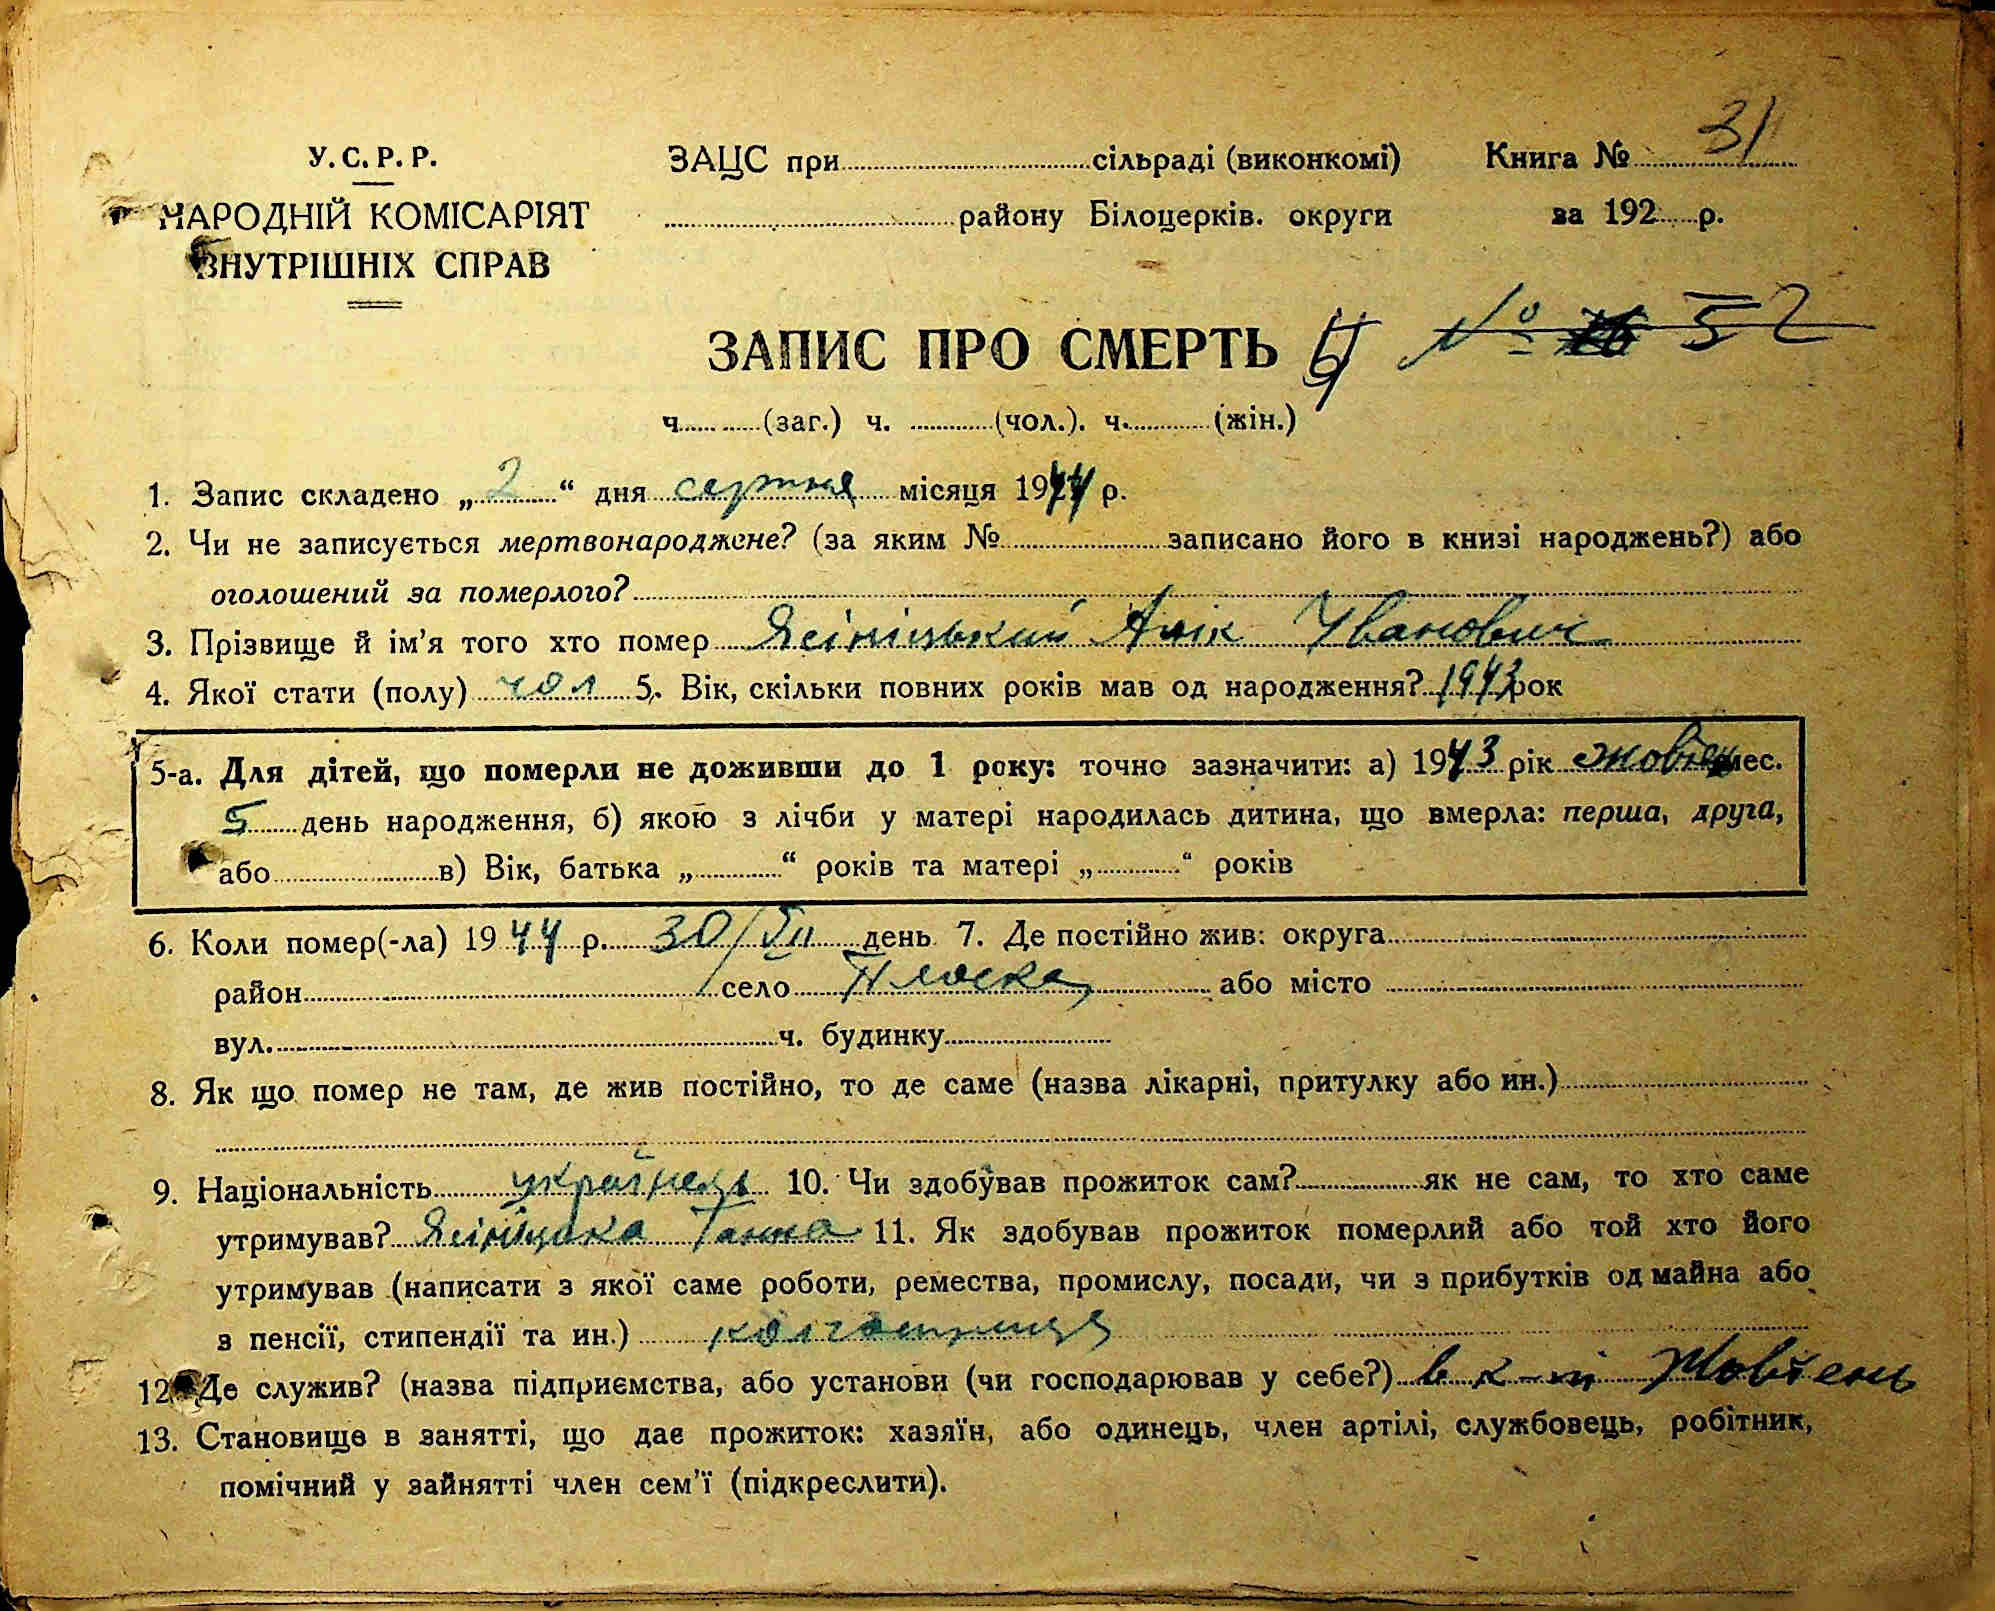 У. С. Р. Р.
НАРОДНІЙ КОМІСАРІЯТ
ВНУТРІШНІХ СПРАВ
ЗАЦС при сільраді (виконкомі)
району Білоцерків. округи
Книга № 31
за 192 р.
ЗАПИС ПРО СМЕРТЬ № 52
ч. (заг.) ч. (чол.). ч. (жін.)
1. Запис складено „2“ дня серпня місяця 1944 р.
2. Чи не записується мертвонароджене? (за яким № записано його в книзі народжень?) або
оголошений за померлого?
3. Прізвище й ім’я того хто помер Ясініцький Алік Іванович
4. Якої стати (полу) чол 5. Вік, скільки повних років мав од народження? 1943 рок
5-а. Для дітей, що померли не доживши до 1 року: точно зазначити: а) 1943 рік жовтен мес.
5 день народження, б) якою з лічби у матері народилась дитина, що вмерла: перша, друга,
або в) Вік, батька „ “ років та матері „ “ років
6. Коли помер(-ла) 1944 р. 30/VII день 7. Де постійно жив: округа
район село Плоска або місто
вул. ч. будинку
8. Як що помер не там, де жив постійно, то де саме (назва лікарні, притулку або ин.)
9. Національність українець 10. Чи здобував прожиток сам? як не сам, то хто саме
утримував? Ясініцька Ганна 11. Як здобував прожиток померлий або той хто його
утримував (написати з якої саме роботи, ремества, промислу, посади, чи з прибутків од майна або
з пенсії, стипендії та ин.) колгоспниця
12. Де служив? (назва підприємства, або установи (чи господарював у себе?) в к-пі Жовтень
13. Становище в занятті, що дає прожиток: хазяїн, або одинець, член артілі, службовець, робітник,
помічний у зайнятті член сем’ї (підкреслити).